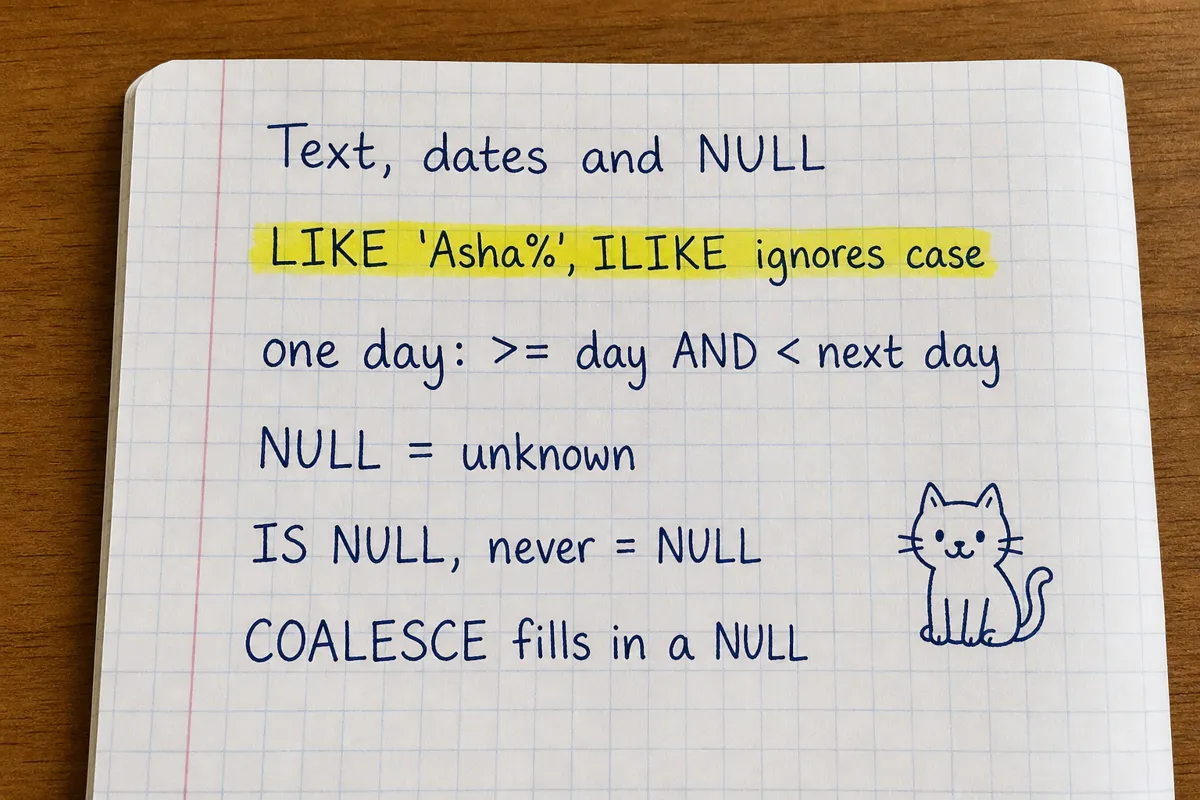 Text, dates and NULL
LIKE 'Asha%', ILIKE ignores case
one day: >= day AND < next day
NULL = unknown
IS NULL, never = NULL
COALESCE fills in a NULL